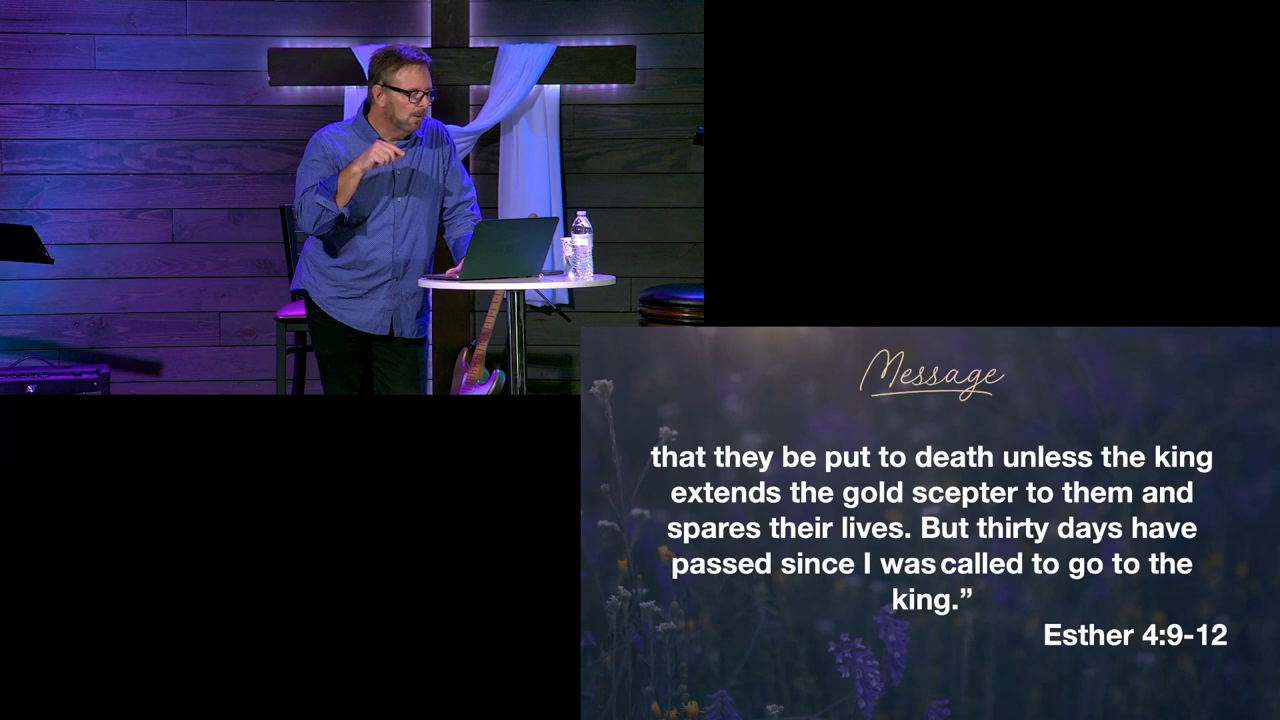 Message
that they be put to death unless the king
extends the gold scepter to them and
spares their lives. But thirty days have
passed since I was called to go to the
king.”
Esther 4:9-12